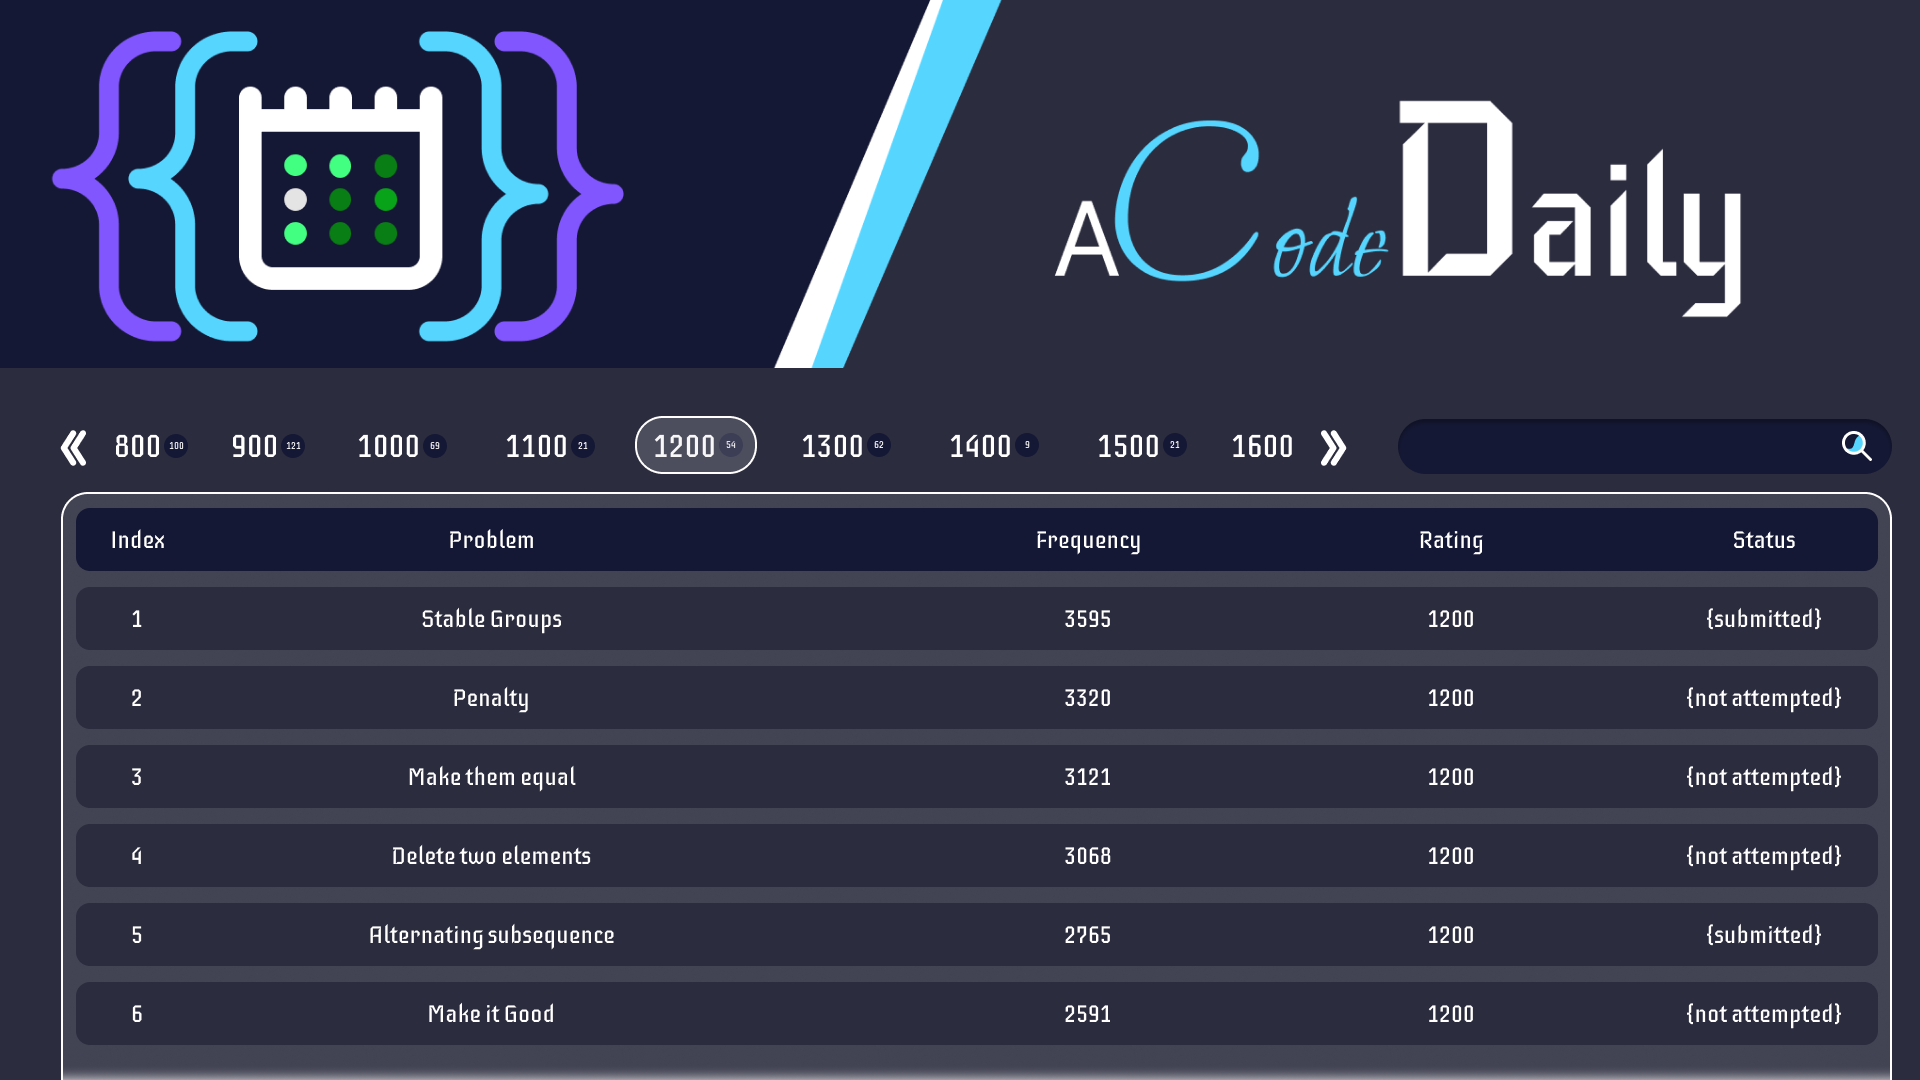 A Code Daily
800 100 900 121 1000 69 1100 21 1200 54 1300 62 1400 9 1500 21 1600
Index Problem Frequency Rating Status
1 Stable Groups 3595 1200 {submitted}
2 Penalty 3320 1200 {not attempted}
3 Make them equal 3121 1200 {not attempted}
4 Delete two elements 3068 1200 {not attempted}
5 Alternating subsequence 2765 1200 {submitted}
6 Make it Good 2591 1200 {not attempted}